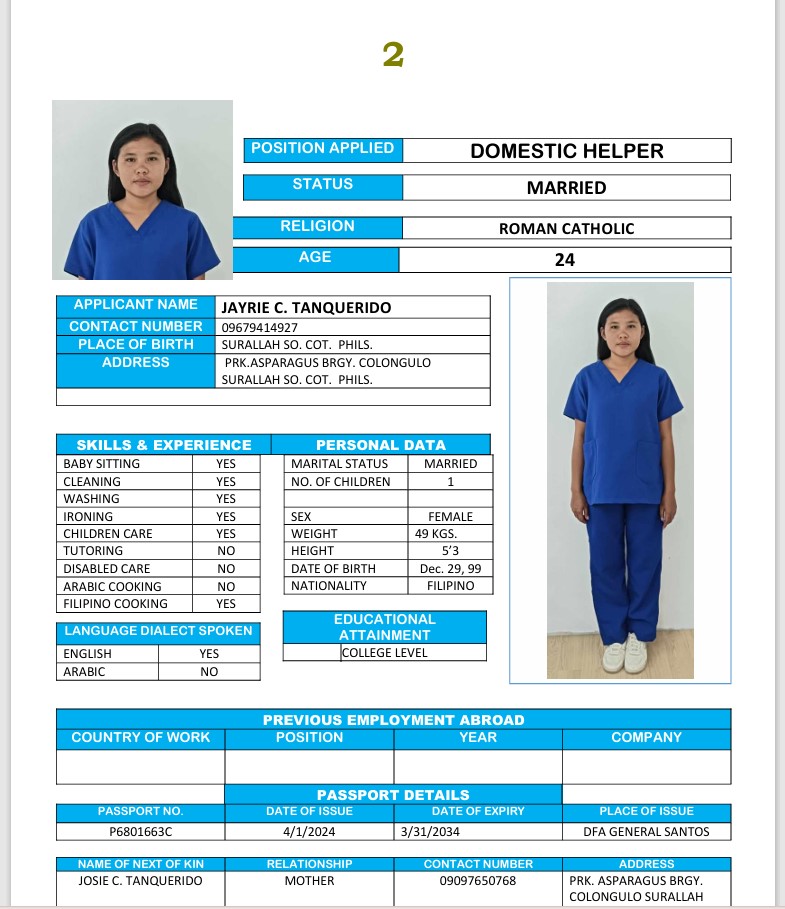 2
POSITION APPLIED DOMESTIC HELPER
STATUS MARRIED
RELIGION ROMAN CATHOLIC
AGE 24
APPLICANT NAME JAYRIE C. TANQUERIDO
CONTACT NUMBER 09679414927
PLACE OF BIRTH SURALLAH SO. COT. PHILS.
ADDRESS PRK.ASPARAGUS BRGY. COLONGULO
SURALLAH SO. COT. PHILS.
SKILLS & EXPERIENCE
BABY SITTING YES
CLEANING YES
WASHING YES
IRONING YES
CHILDREN CARE YES
TUTORING NO
DISABLED CARE NO
ARABIC COOKING NO
FILIPINO COOKING YES
LANGUAGE DIALECT SPOKEN
ENGLISH YES
ARABIC NO
PERSONAL DATA
MARITAL STATUS MARRIED
NO. OF CHILDREN 1
SEX FEMALE
WEIGHT 49 KGS.
HEIGHT 5’3
DATE OF BIRTH Dec. 29, 99
NATIONALITY FILIPINO
EDUCATIONAL
ATTAINMENT
COLLEGE LEVEL
PREVIOUS EMPLOYMENT ABROAD
COUNTRY OF WORK POSITION YEAR COMPANY
PASSPORT DETAILS
PASSPORT NO. DATE OF ISSUE DATE OF EXPIRY PLACE OF ISSUE
P6801663C 4/1/2024 3/31/2034 DFA GENERAL SANTOS
NAME OF NEXT OF KIN RELATIONSHIP CONTACT NUMBER ADDRESS
JOSIE C. TANQUERIDO MOTHER 09097650768 PRK. ASPARAGUS BRGY.
COLONGULO SURALLAH